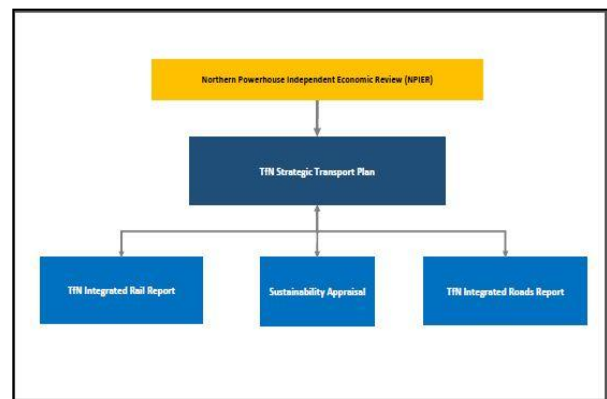 Northern Powerhouse Independent Economic Review (NPIER)
TfN Strategic Transport Plan
TfN Integrated Rail Report
Sustainability Appraisal
TfN Integrated Roads Report